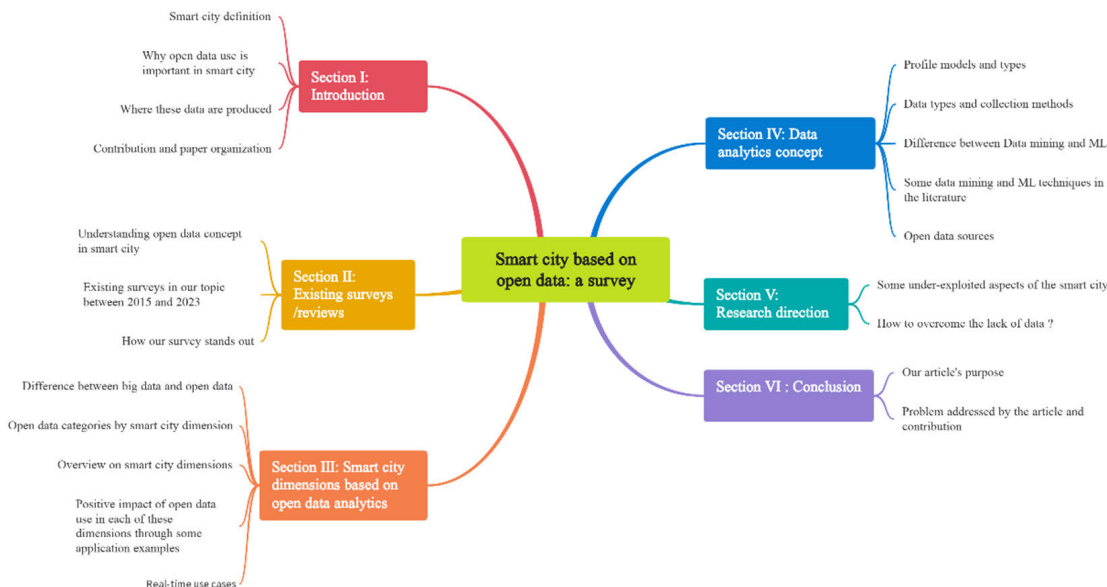 Smart city definition
Why open data use is
important in smart city
Where these data are produced
Contribution and paper organization
Section I:
Introduction
Understanding open data concept
in smart city
Existing surveys in our topic
between 2015 and 2023
How our survey stands out
Section II:
Existing surveys
/reviews
Difference between big data and open data
Open data categories by smart city dimension
Overview on smart city dimensions
Positive impact of open data
use in each of these
dimensions through some
application examples
Real-time use cases
Section III: Smart city
dimensions based on
open data analytics
Smart city based on
open data: a survey
Section IV: Data
analytics concept
Profile models and types
Data types and collection methods
Difference between Data mining and ML
Some data mining and ML techniques in
the literature
Open data sources
Section V:
Research direction
Some under-exploited aspects of the smart city
How to overcome the lack of data ?
Section VI : Conclusion
Our article's purpose
Problem addressed by the article and
contribution